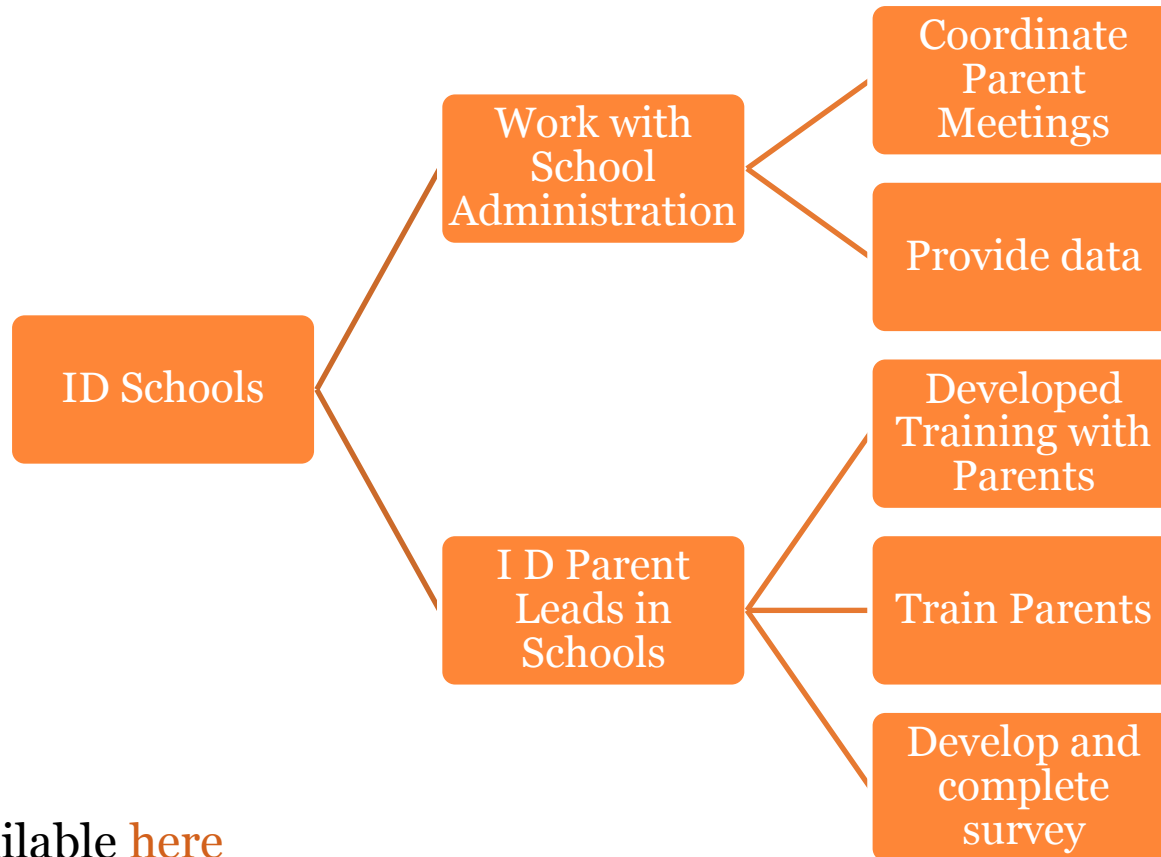 ID Schools
Work with
School
Administration
Coordinate
Parent
Meetings
Provide data
I D Parent
Leads in
Schools
Developed
Training with
Parents
Train Parents
Develop and
complete
survey
ilable here